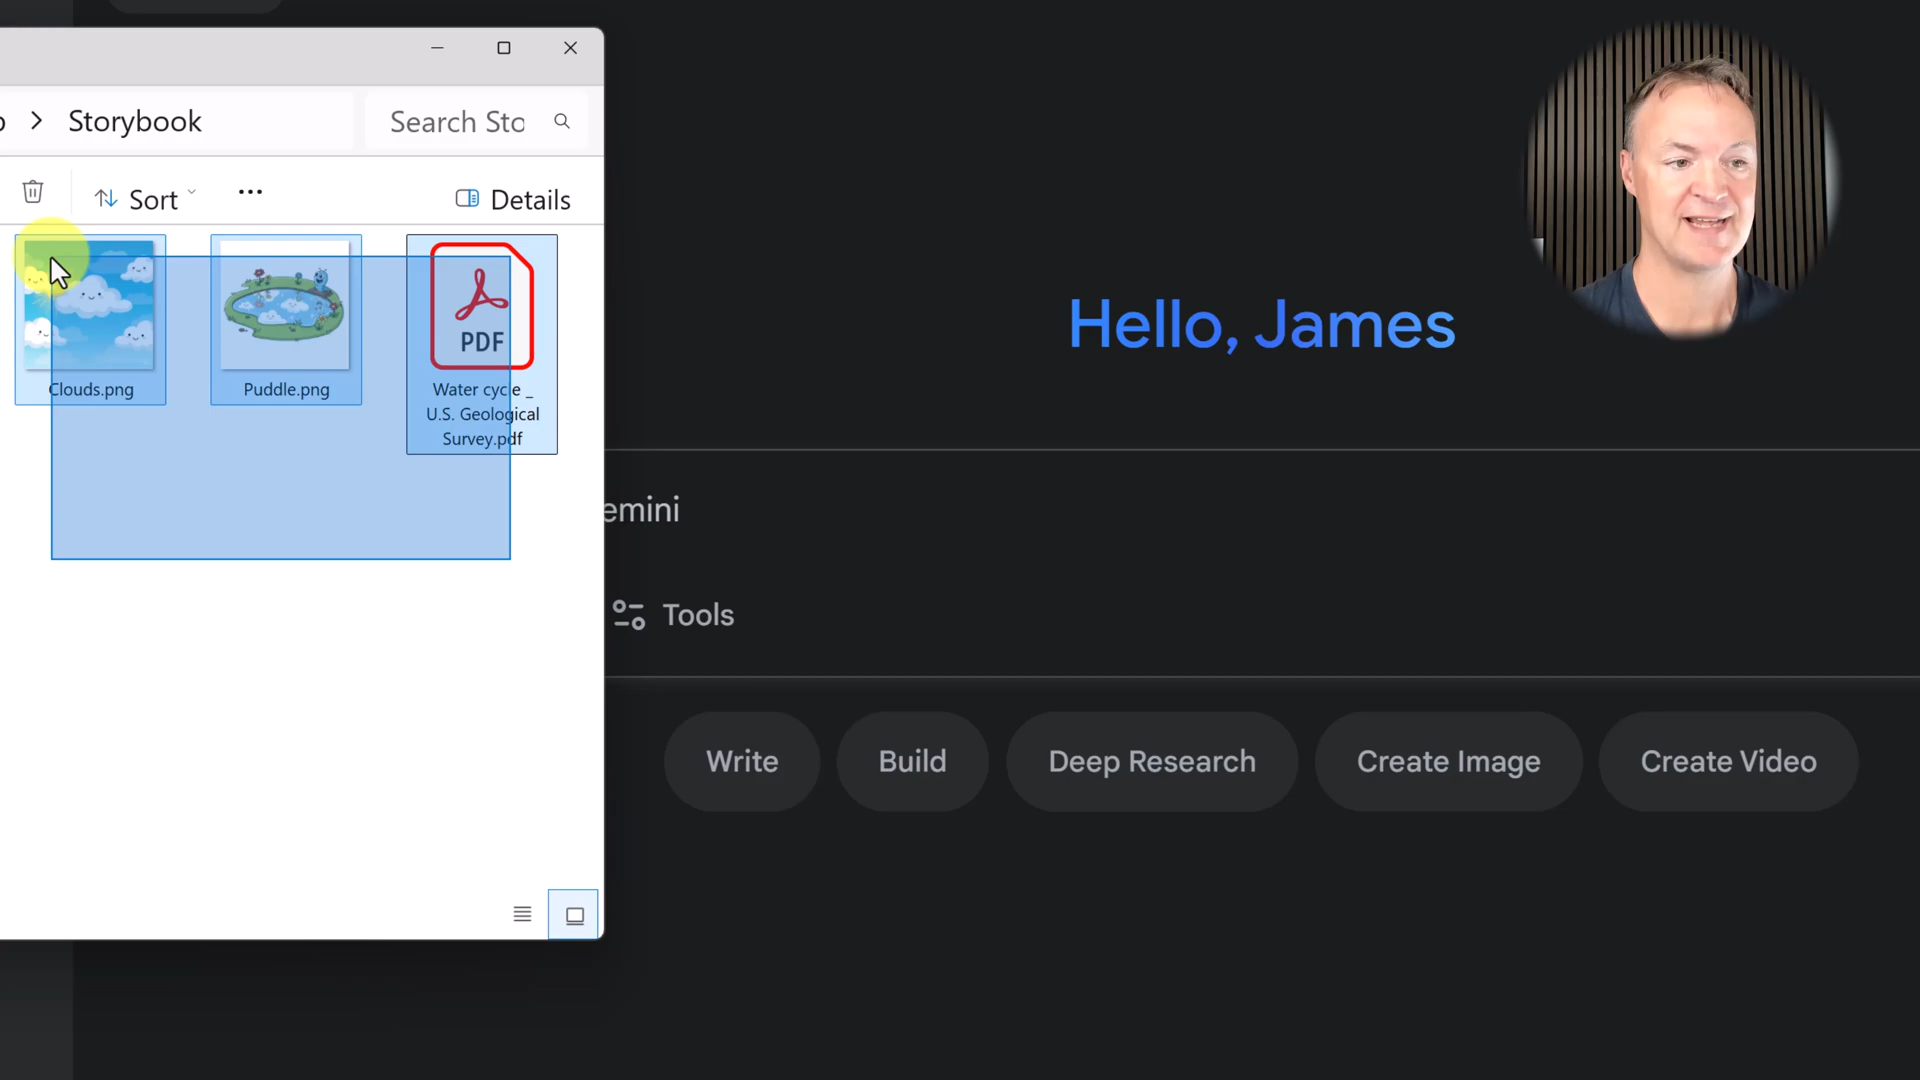 Storybook
Search Sto
Sort
Details
PDF
Clouds.png
Puddle.png
Water cycle _
U.S. Geological
Survey.pdf
Hello, James
emini
Tools
Write
Build
Deep Research
Create Image
Create Video